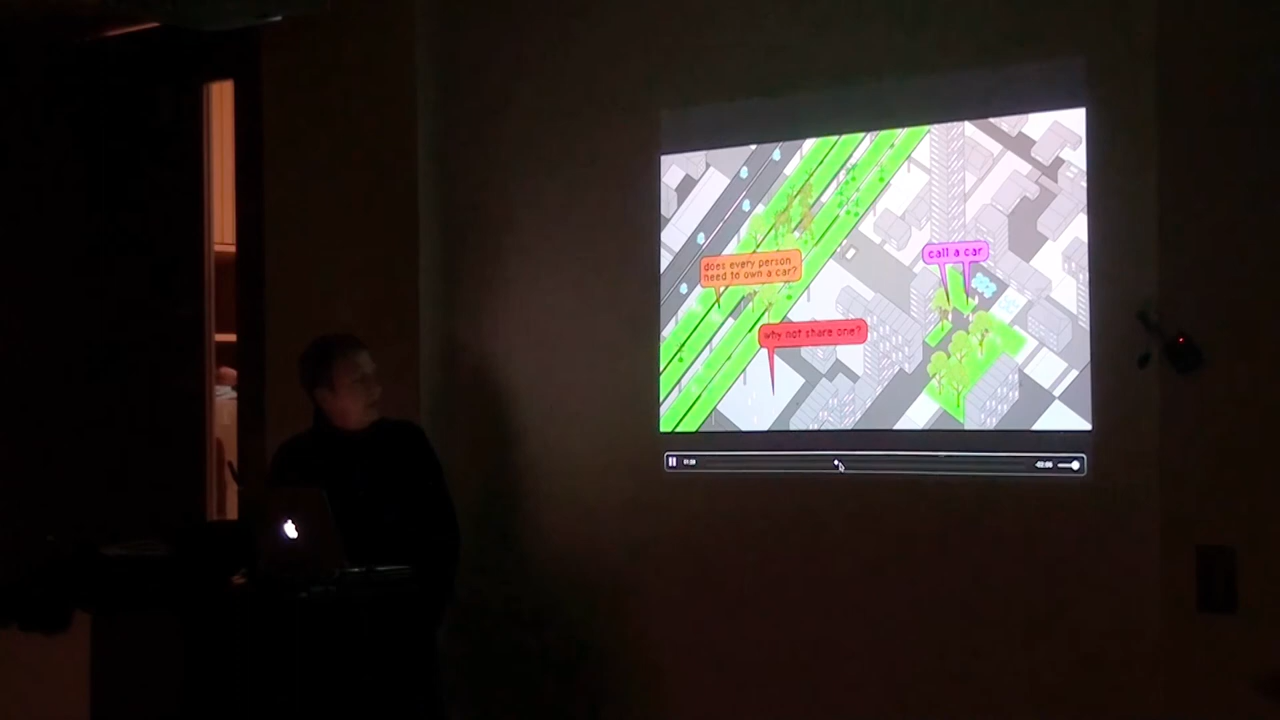 does every person
need to own a car?
call a car
why not share one?